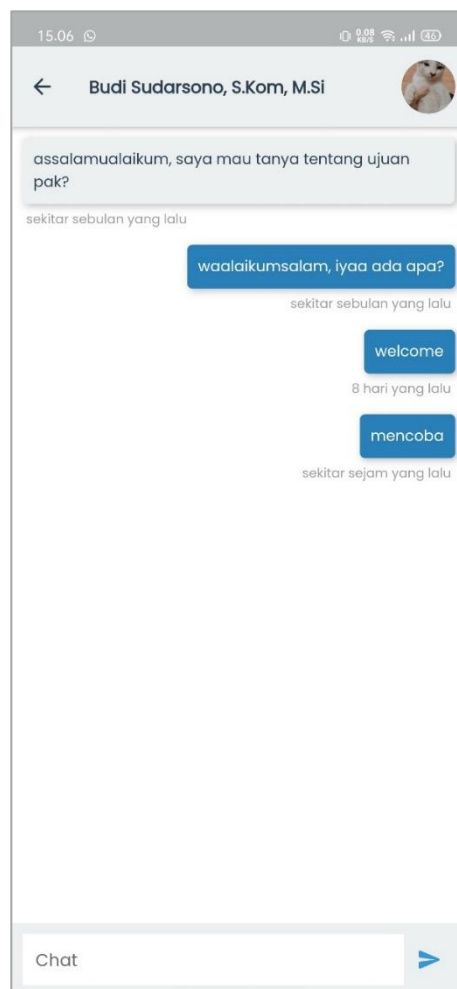 15.06 0.08 KB/S 46
Budi Sudarsono, S.Kom, M.Si
assalamualaikum, saya mau tanya tentang ujuan
pak?
sekitar sebulan yang lalu
waalaikumsalam, iyaa ada apa?
sekitar sebulan yang lalu
welcome
8 hari yang lalu
mencoba
sekitar sejam yang lalu
Chat